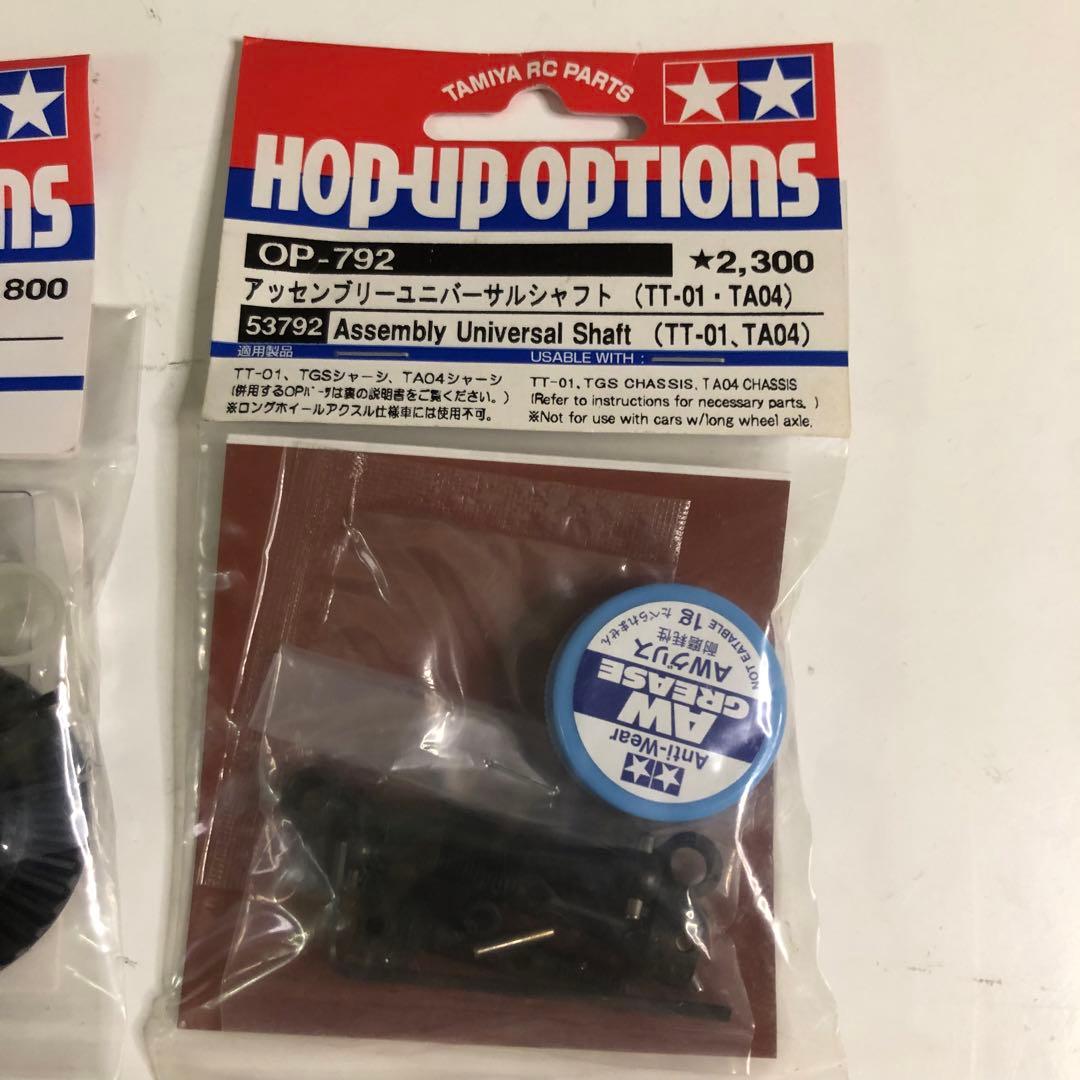 ns
800
TAMIYA RC PARTS
HOP-UP OPTIONS
OP-792 ★2,300
アッセンブリーユニバーサルシャフト (TT-01・TA04)
53792 Assembly Universal Shaft (TT-01、TA04)
適用製品 USABLE WITH :
TT-01、TGSシャーシ、TA04シャーシ
(併用するOPパーツは裏の説明書をご覧ください。)
※ロングホイールアクスル仕様車には使用不可。
TT-01、TGS CHASSIS、TA04 CHASSIS
(Refer to instructions for necessary parts.)
※Not for use with cars w/long wheel axle.
Anti-Wear
AW
GREASE
AWグリス
耐磨耗性
NOT EATABLE 1g たべられません